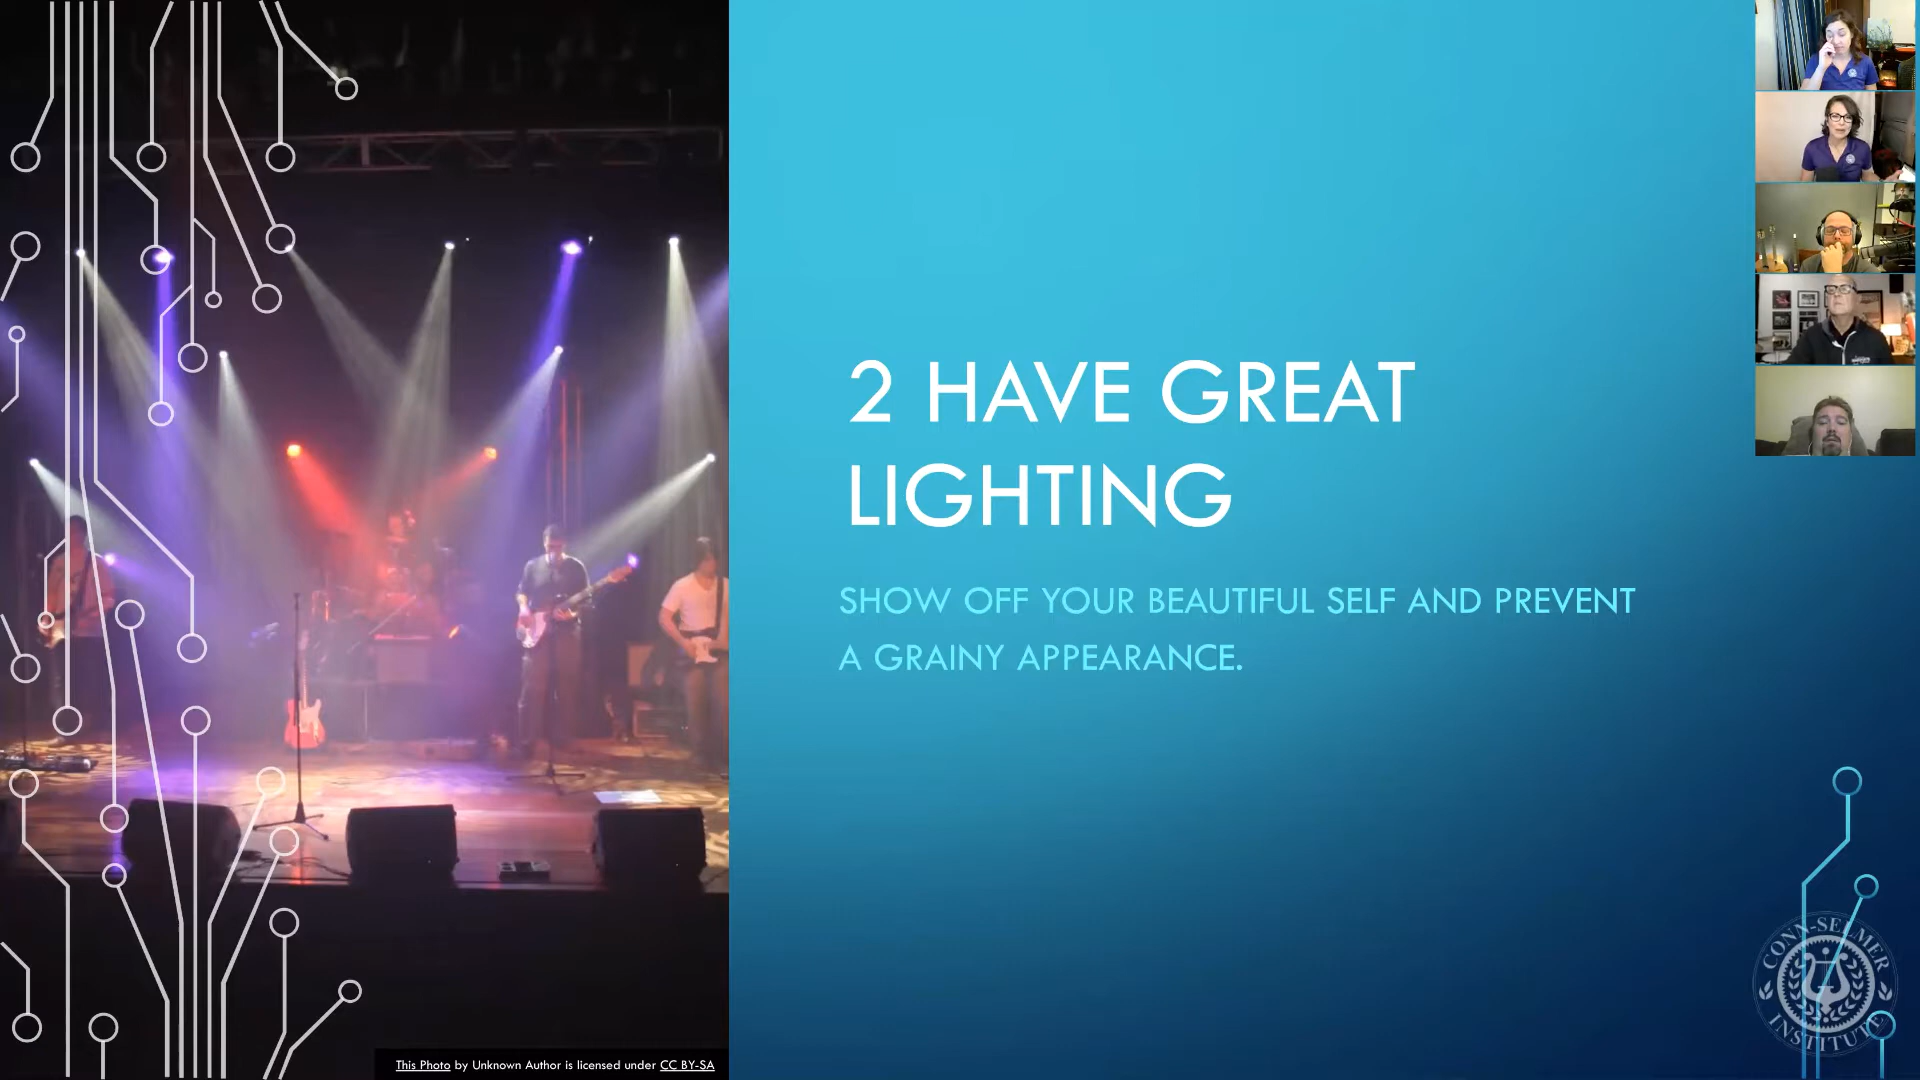 2 HAVE GREAT
LIGHTING
SHOW OFF YOUR BEAUTIFUL SELF AND PREVENT
A GRAINY APPEARANCE.
CONN-SELMER
INSTITUTE
This Photo by Unknown Author is licensed under CC BY-SA